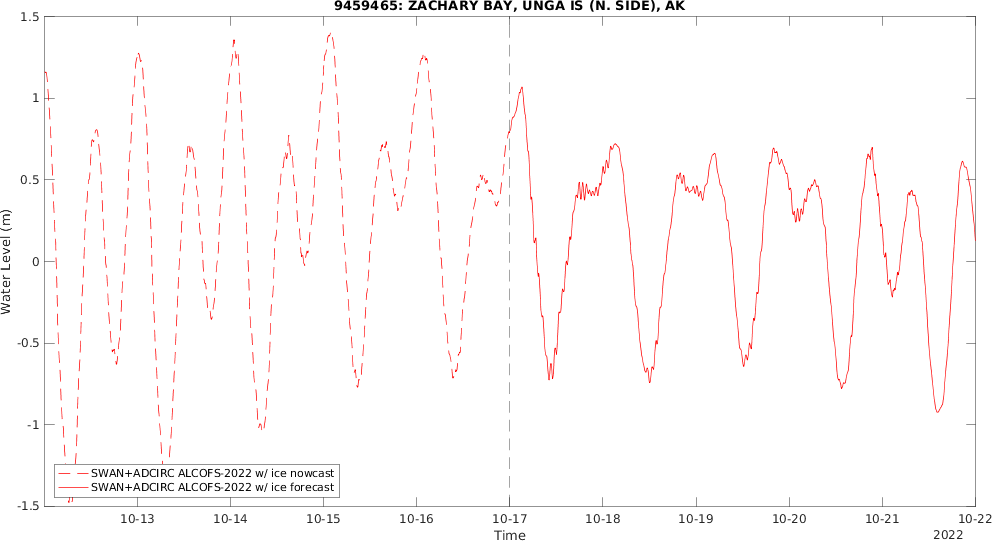 9459465: ZACHARY BAY, UNGA IS (N. SIDE), AK
1.5
1
0.5
0
-0.5
-1
-1.5
Water Level (m)
SWAN+ADCIRC ALCOFS-2022 w/ ice nowcast
SWAN+ADCIRC ALCOFS-2022 w/ ice forecast
10-13 10-14 10-15 10-16 10-17 10-18 10-19 10-20 10-21 10-22
Time
2022